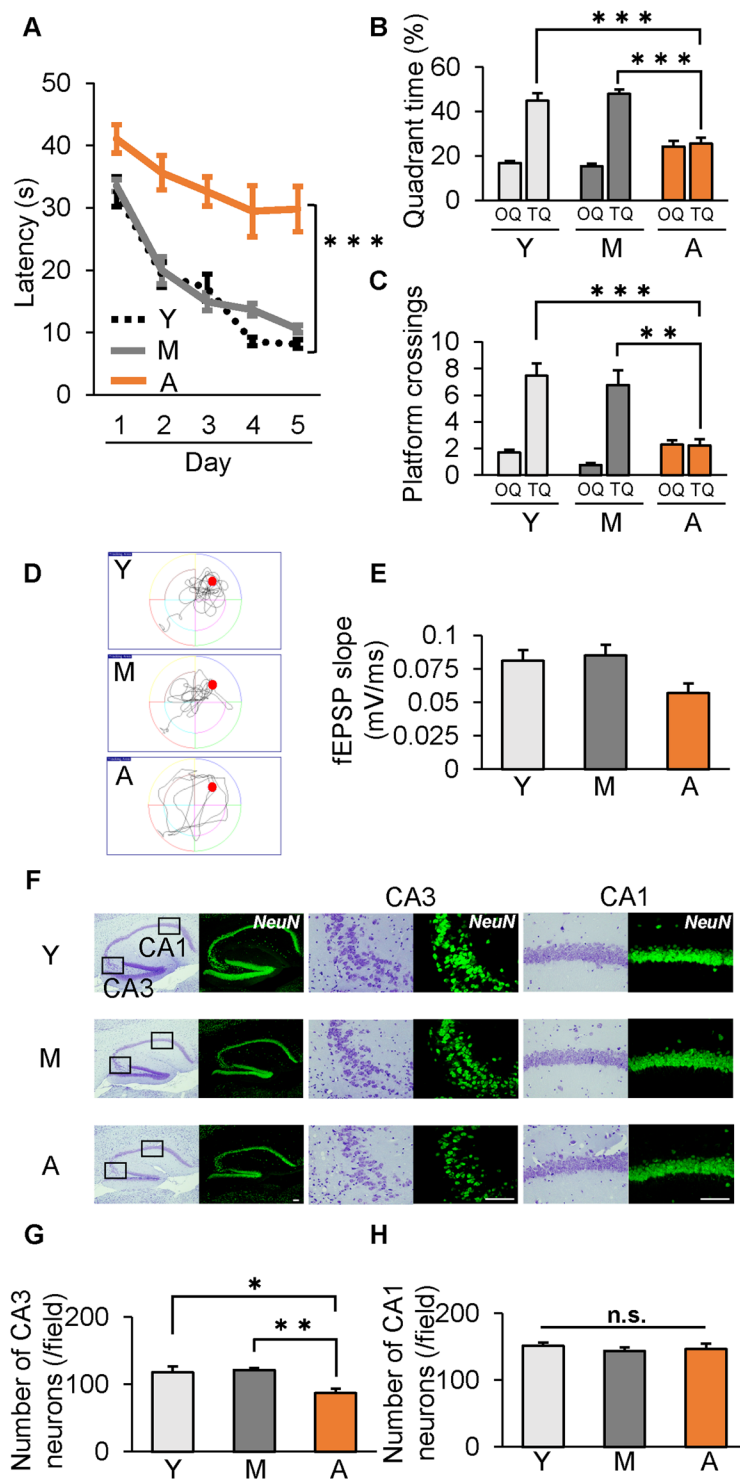 A
Latency (s)
50
40
30
20
10
0
* * *
Y
M
A
1 2 3 4 5
Day
B
Quadrant time (%)
60
40
20
0
* * *
* * *
OQ TQ OQ TQ OQ TQ
Y M A
C
Platform crossings
10
8
6
4
2
0
* * *
* *
OQ TQ OQ TQ OQ TQ
Y M A
D
Y
M
A
E
fEPSP slope
(mV/ms)
0.1
0.075
0.05
0.025
0
Y M A
F
CA3 CA1
Y
CA1
CA3
NeuN
NeuN
NeuN
M
A
G
Number of CA3
neurons (/field)
200
100
0
*
* *
Y M A
H
Number of CA1
neurons (/field)
200
100
0
n.s.
Y M A